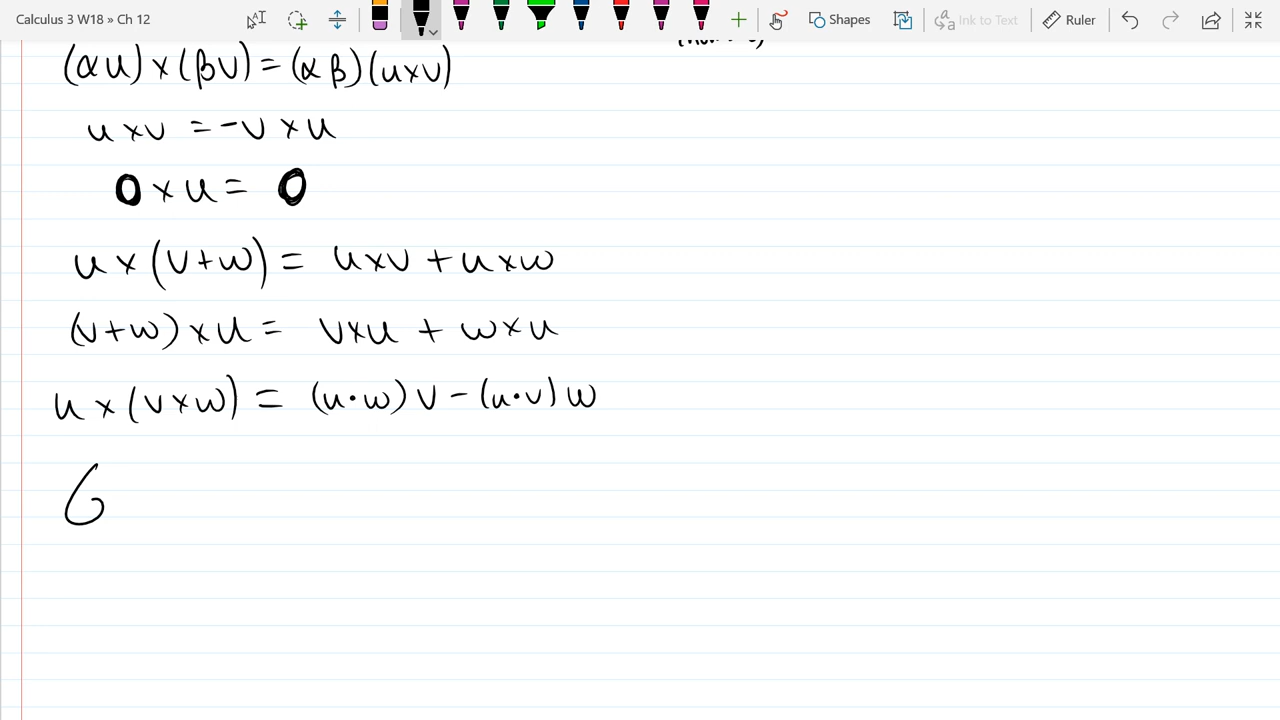 Calculus 3 W18 » Ch 12 Shapes Ink to Text Ruler
(αu)×(βv)=(αβ)(u×v)
u×v = -v×u
0×u = 0
u×(v+w) = u×v + u×w
(v+w)×u = v×u + w×u
u×(v×w) = (u·w)v - (u·v)w
6